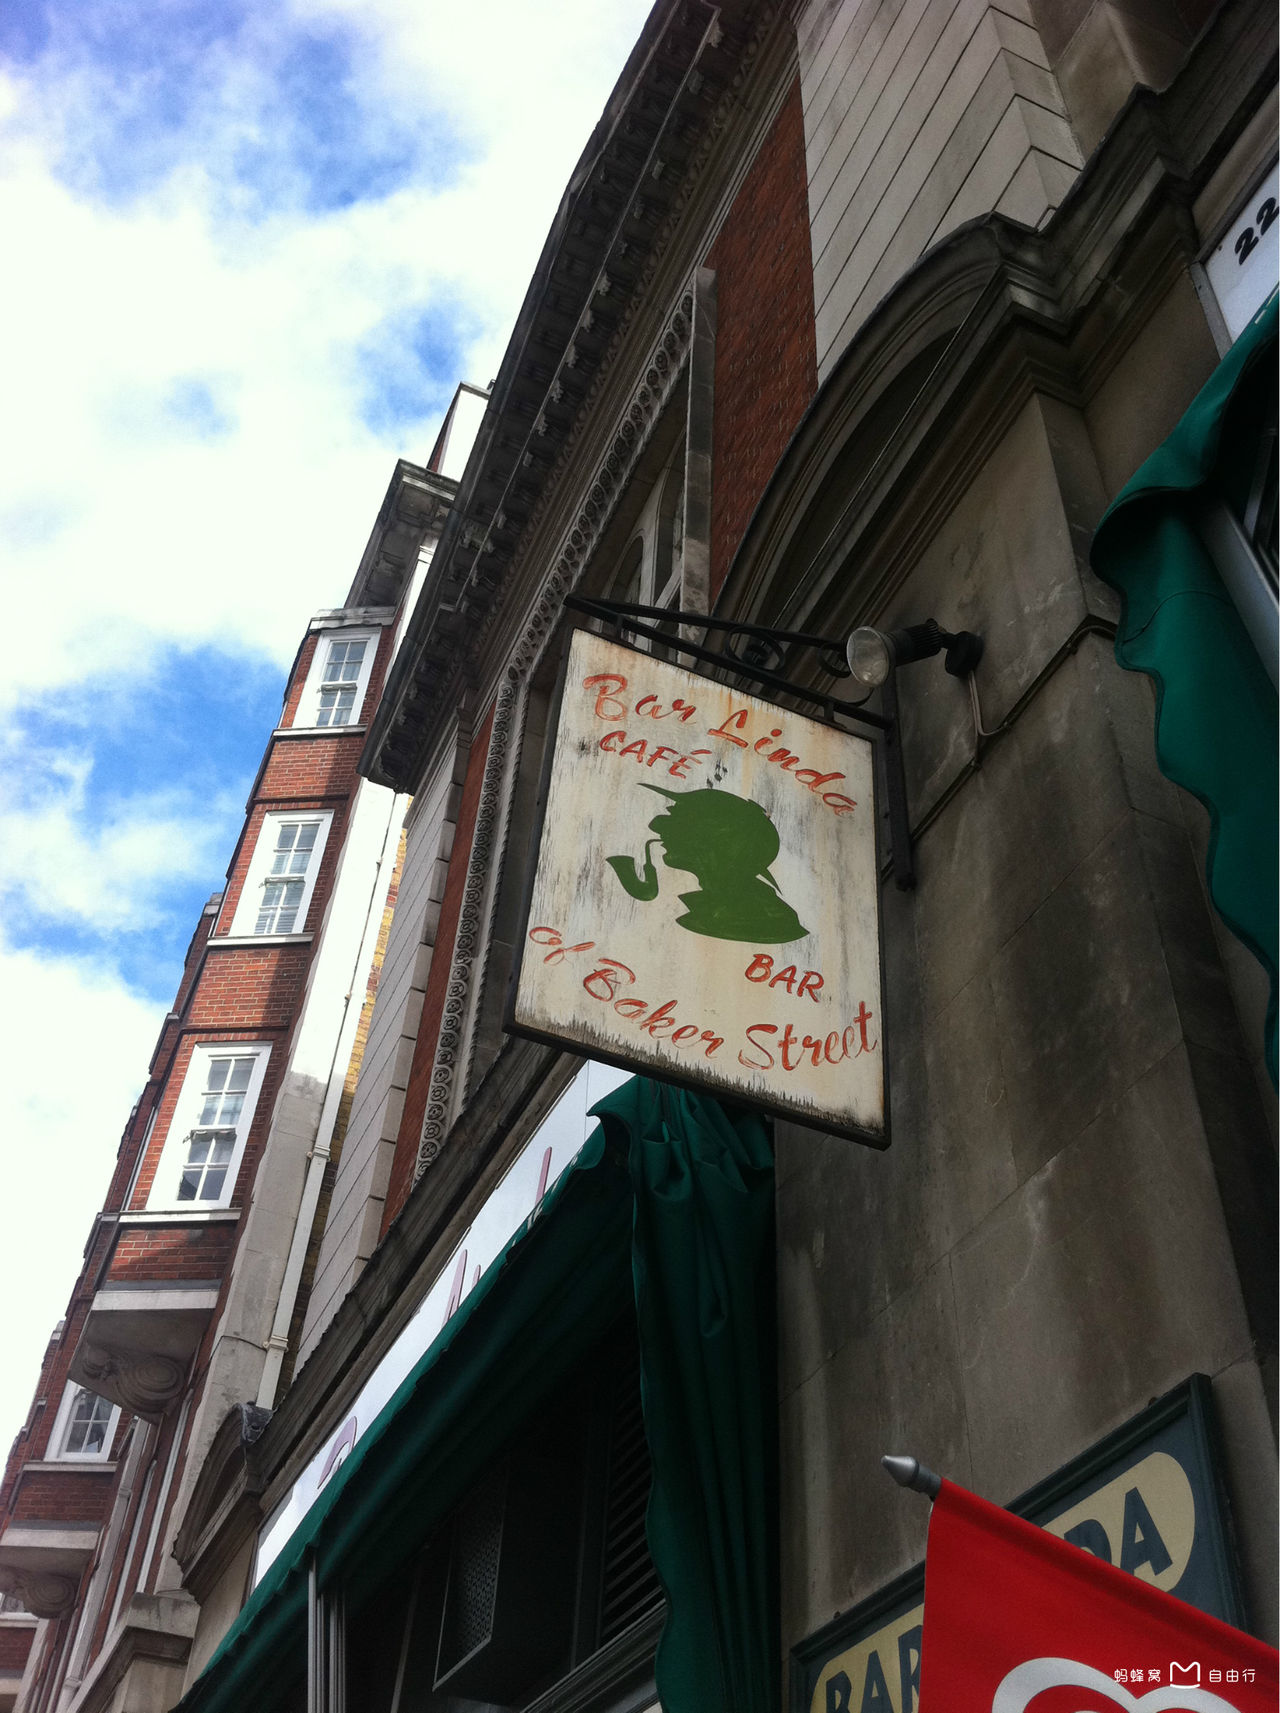 22
Bar Linda
CAFÉ
BAR
of Baker Street
BAR
DA
蚂蜂窝 自由行